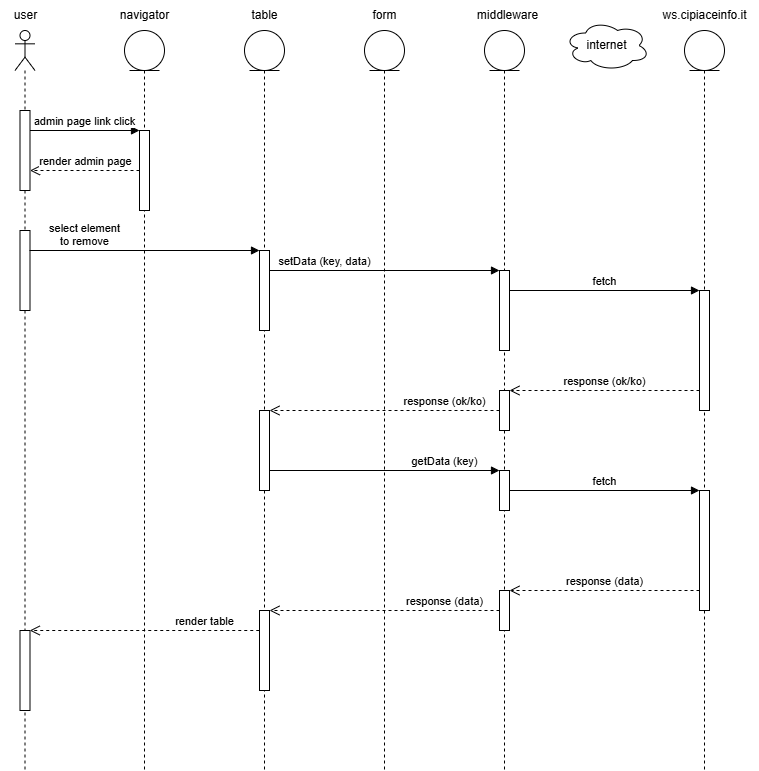 user
navigator
table
form
middleware
ws.cipiaceinfo.it
internet
admin page link click
render admin page
select element
to remove
setData (key, data)
fetch
response (ok/ko)
response (ok/ko)
getData (key)
fetch
response (data)
response (data)
render table